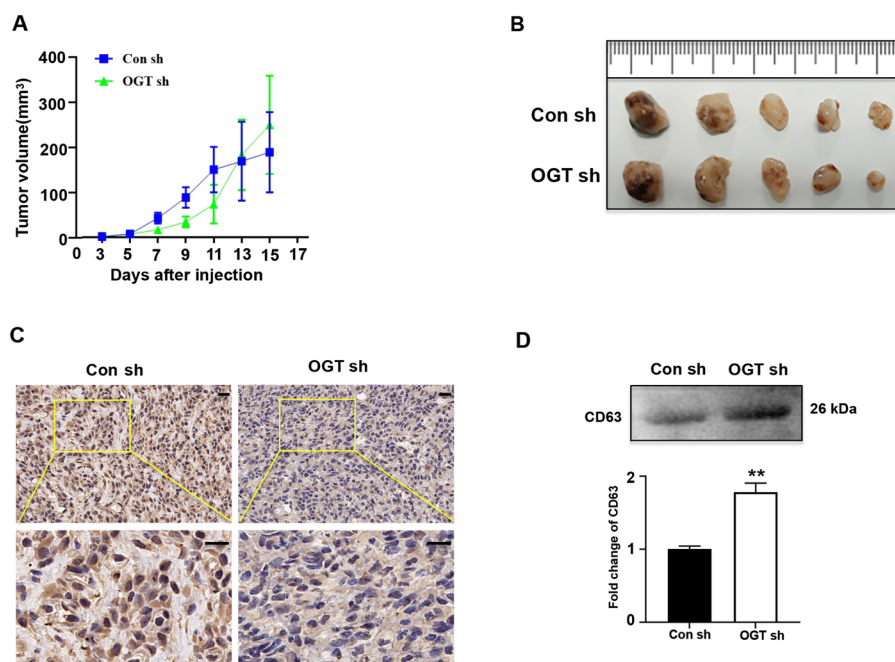 A
Tumor volume(mm³)
400
300
200
100
0
Con sh
OGT sh
0 3 5 7 9 11 13 15 17
Days after injection
B
Con sh
OGT sh
C
Con sh
OGT sh
D
Con sh OGT sh
CD63
26 kDa
Fold change of CD63
2
1
0
**
Con sh
OGT sh